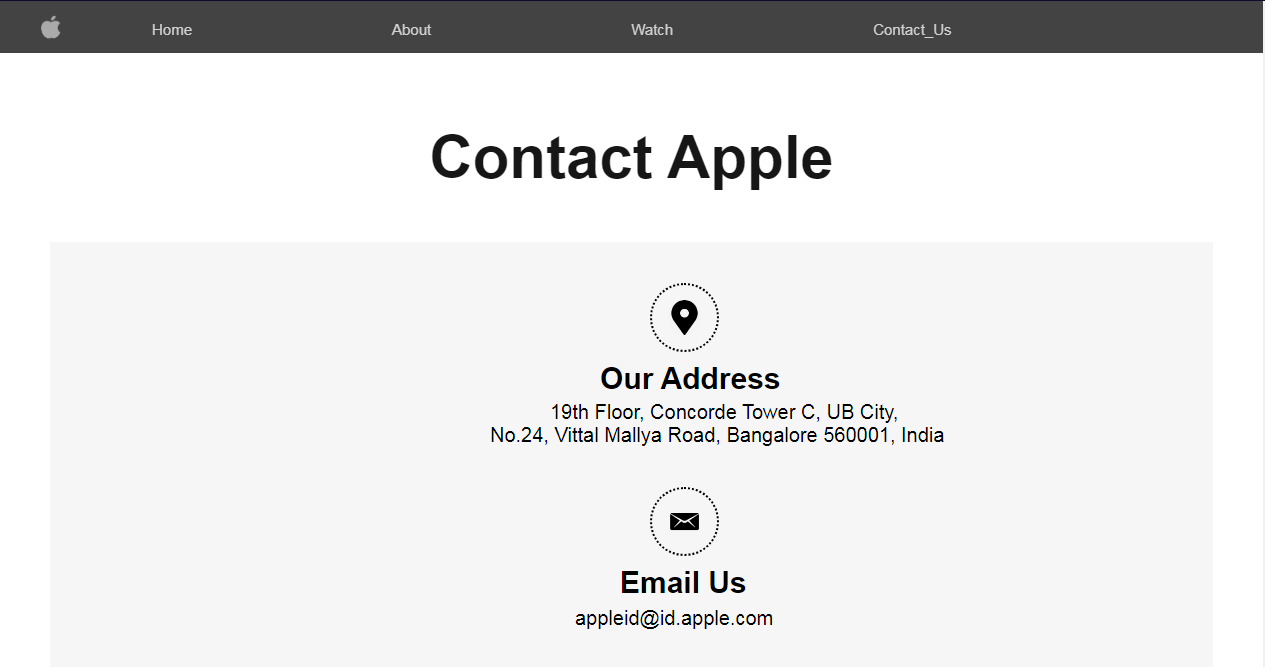 Home About Watch Contact_Us
Contact Apple
Our Address
19th Floor, Concorde Tower C, UB City,
No.24, Vittal Mallya Road, Bangalore 560001, India
Email Us
appleid@id.apple.com